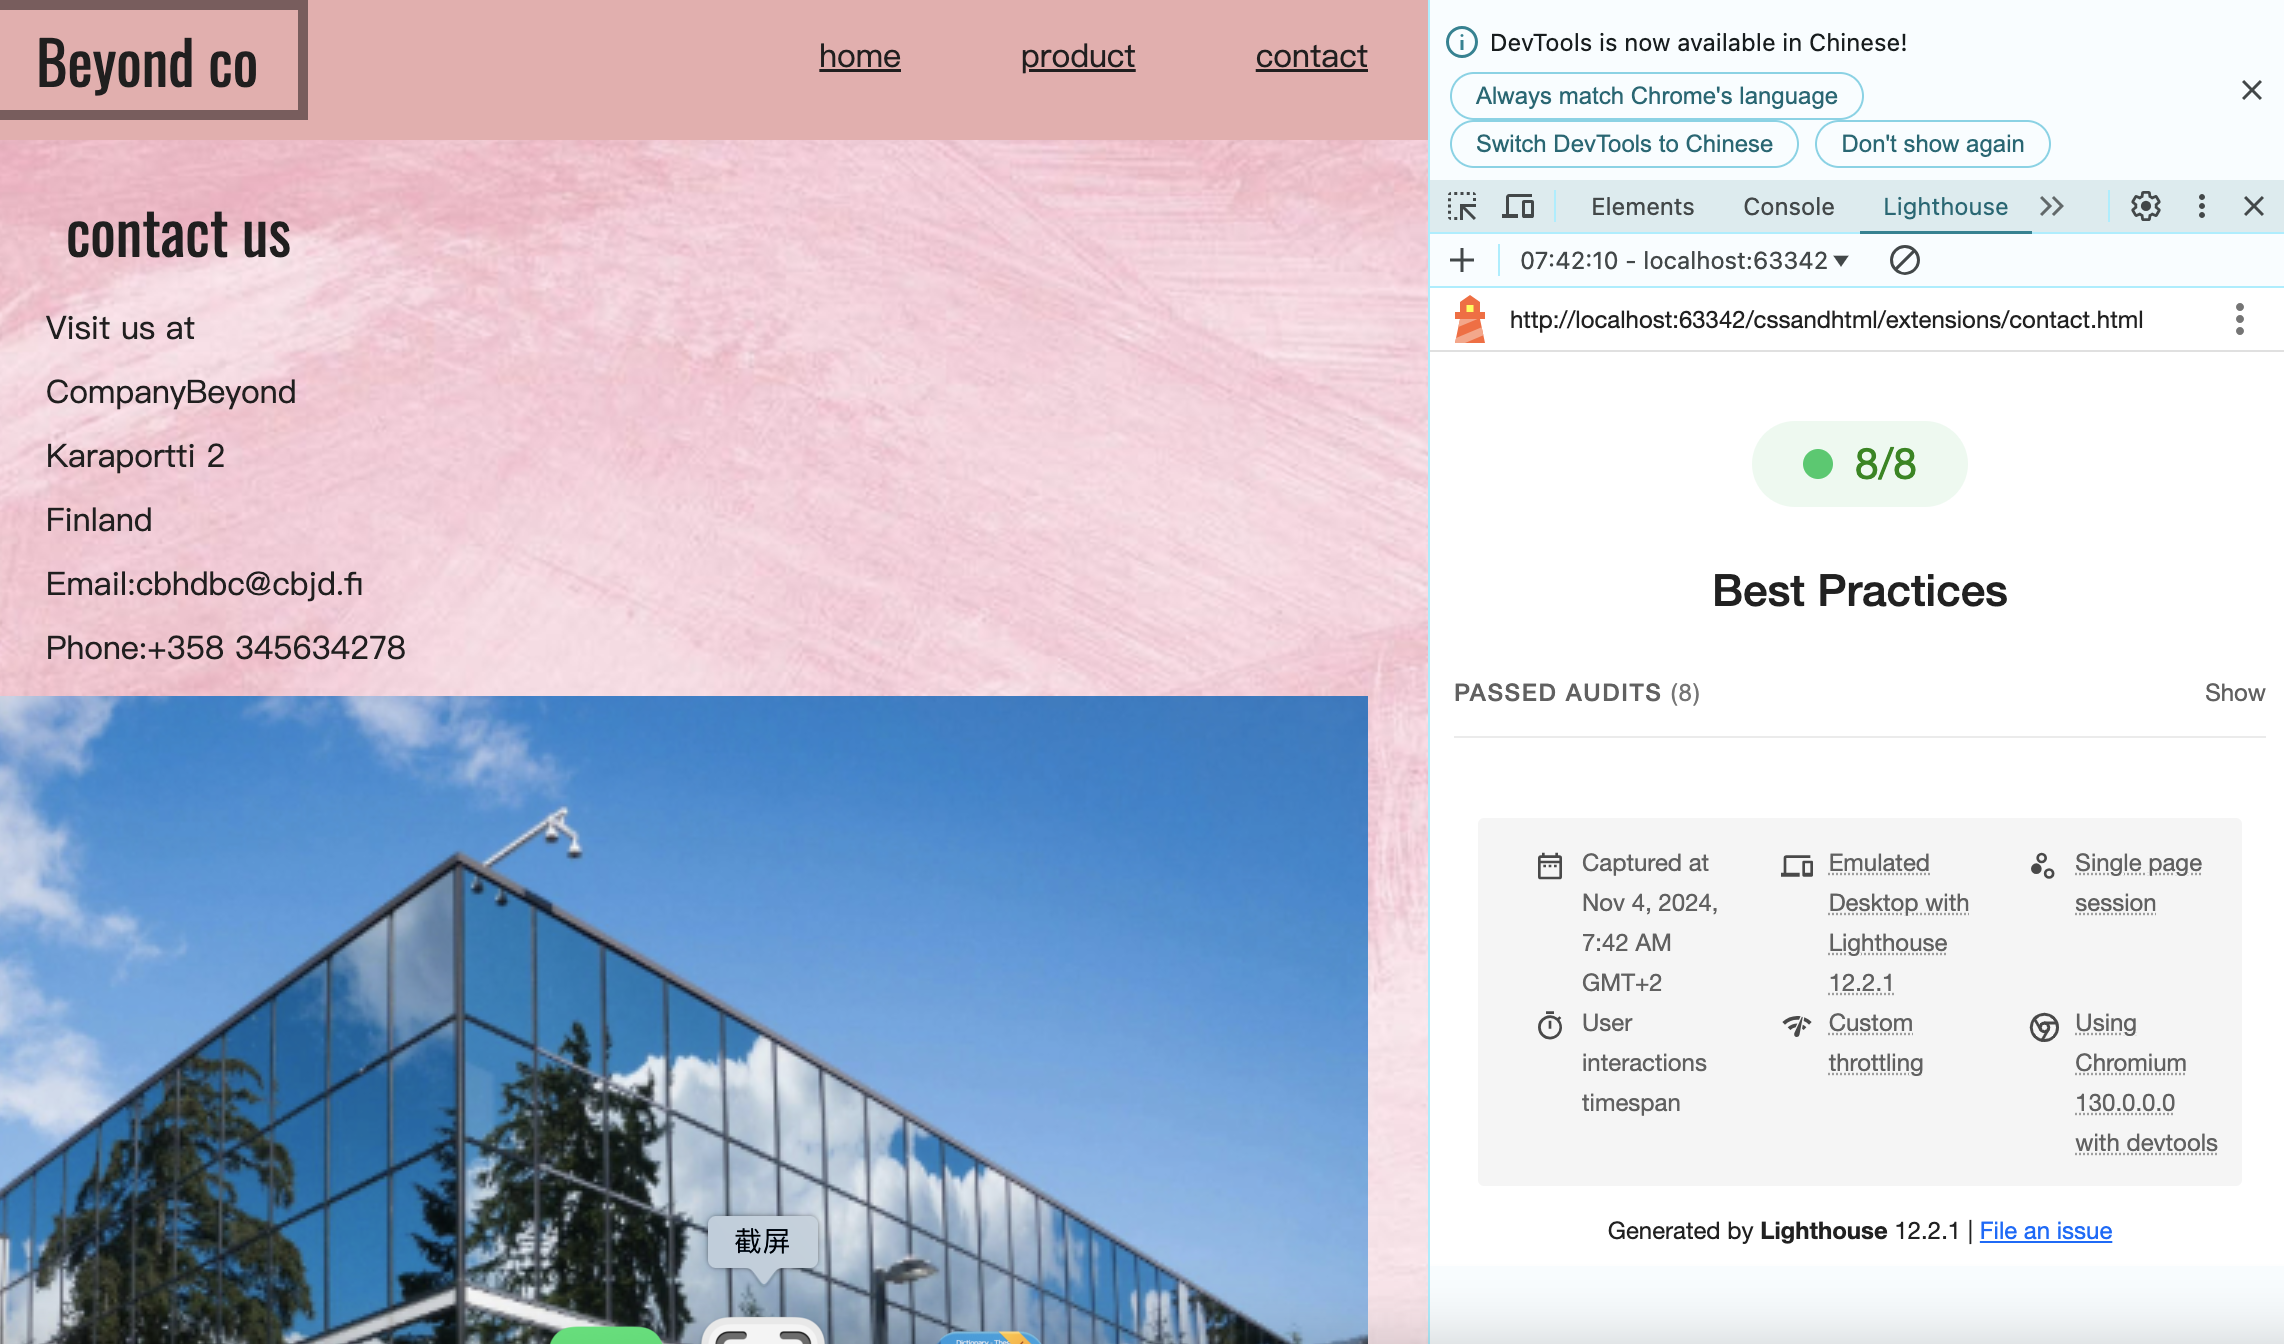 Beyond co
home
product
contact
contact us
Visit us at
CompanyBeyond
Karaportti 2
Finland
Email:cbhdbc@cbjd.fi
Phone:+358 345634278
截屏
DevTools is now available in Chinese!
Always match Chrome's language
Switch DevTools to Chinese
Don't show again
Elements
Console
Lighthouse
07:42:10 - localhost:63342
http://localhost:63342/cssandhtml/extensions/contact.html
8/8
Best Practices
PASSED AUDITS (8)
Show
Captured at
Nov 4, 2024,
7:42 AM
GMT+2
Emulated
Desktop with
Lighthouse
12.2.1
Single page
session
User
interactions
timespan
Custom
throttling
Using
Chromium
130.0.0.0
with devtools
Generated by Lighthouse 12.2.1 | File an issue